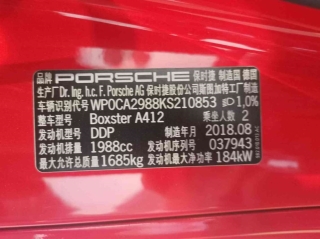 品牌 PORSCHE 保时捷 制造国 德国
生产厂 Dr. Ing. h.c. F. Porsche AG 保时捷股份公司斯图加特工厂制造
车辆识别代号 WP0CA2988KS210853 1,0%
整车型号 Boxster A412 乘坐人数 2
发动机型号 DDP 制造年月 2018.08
发动机排量 1988cc 发动机序列号 037943
最大允许总质量 1685kg 发动机最大净功率 184kW